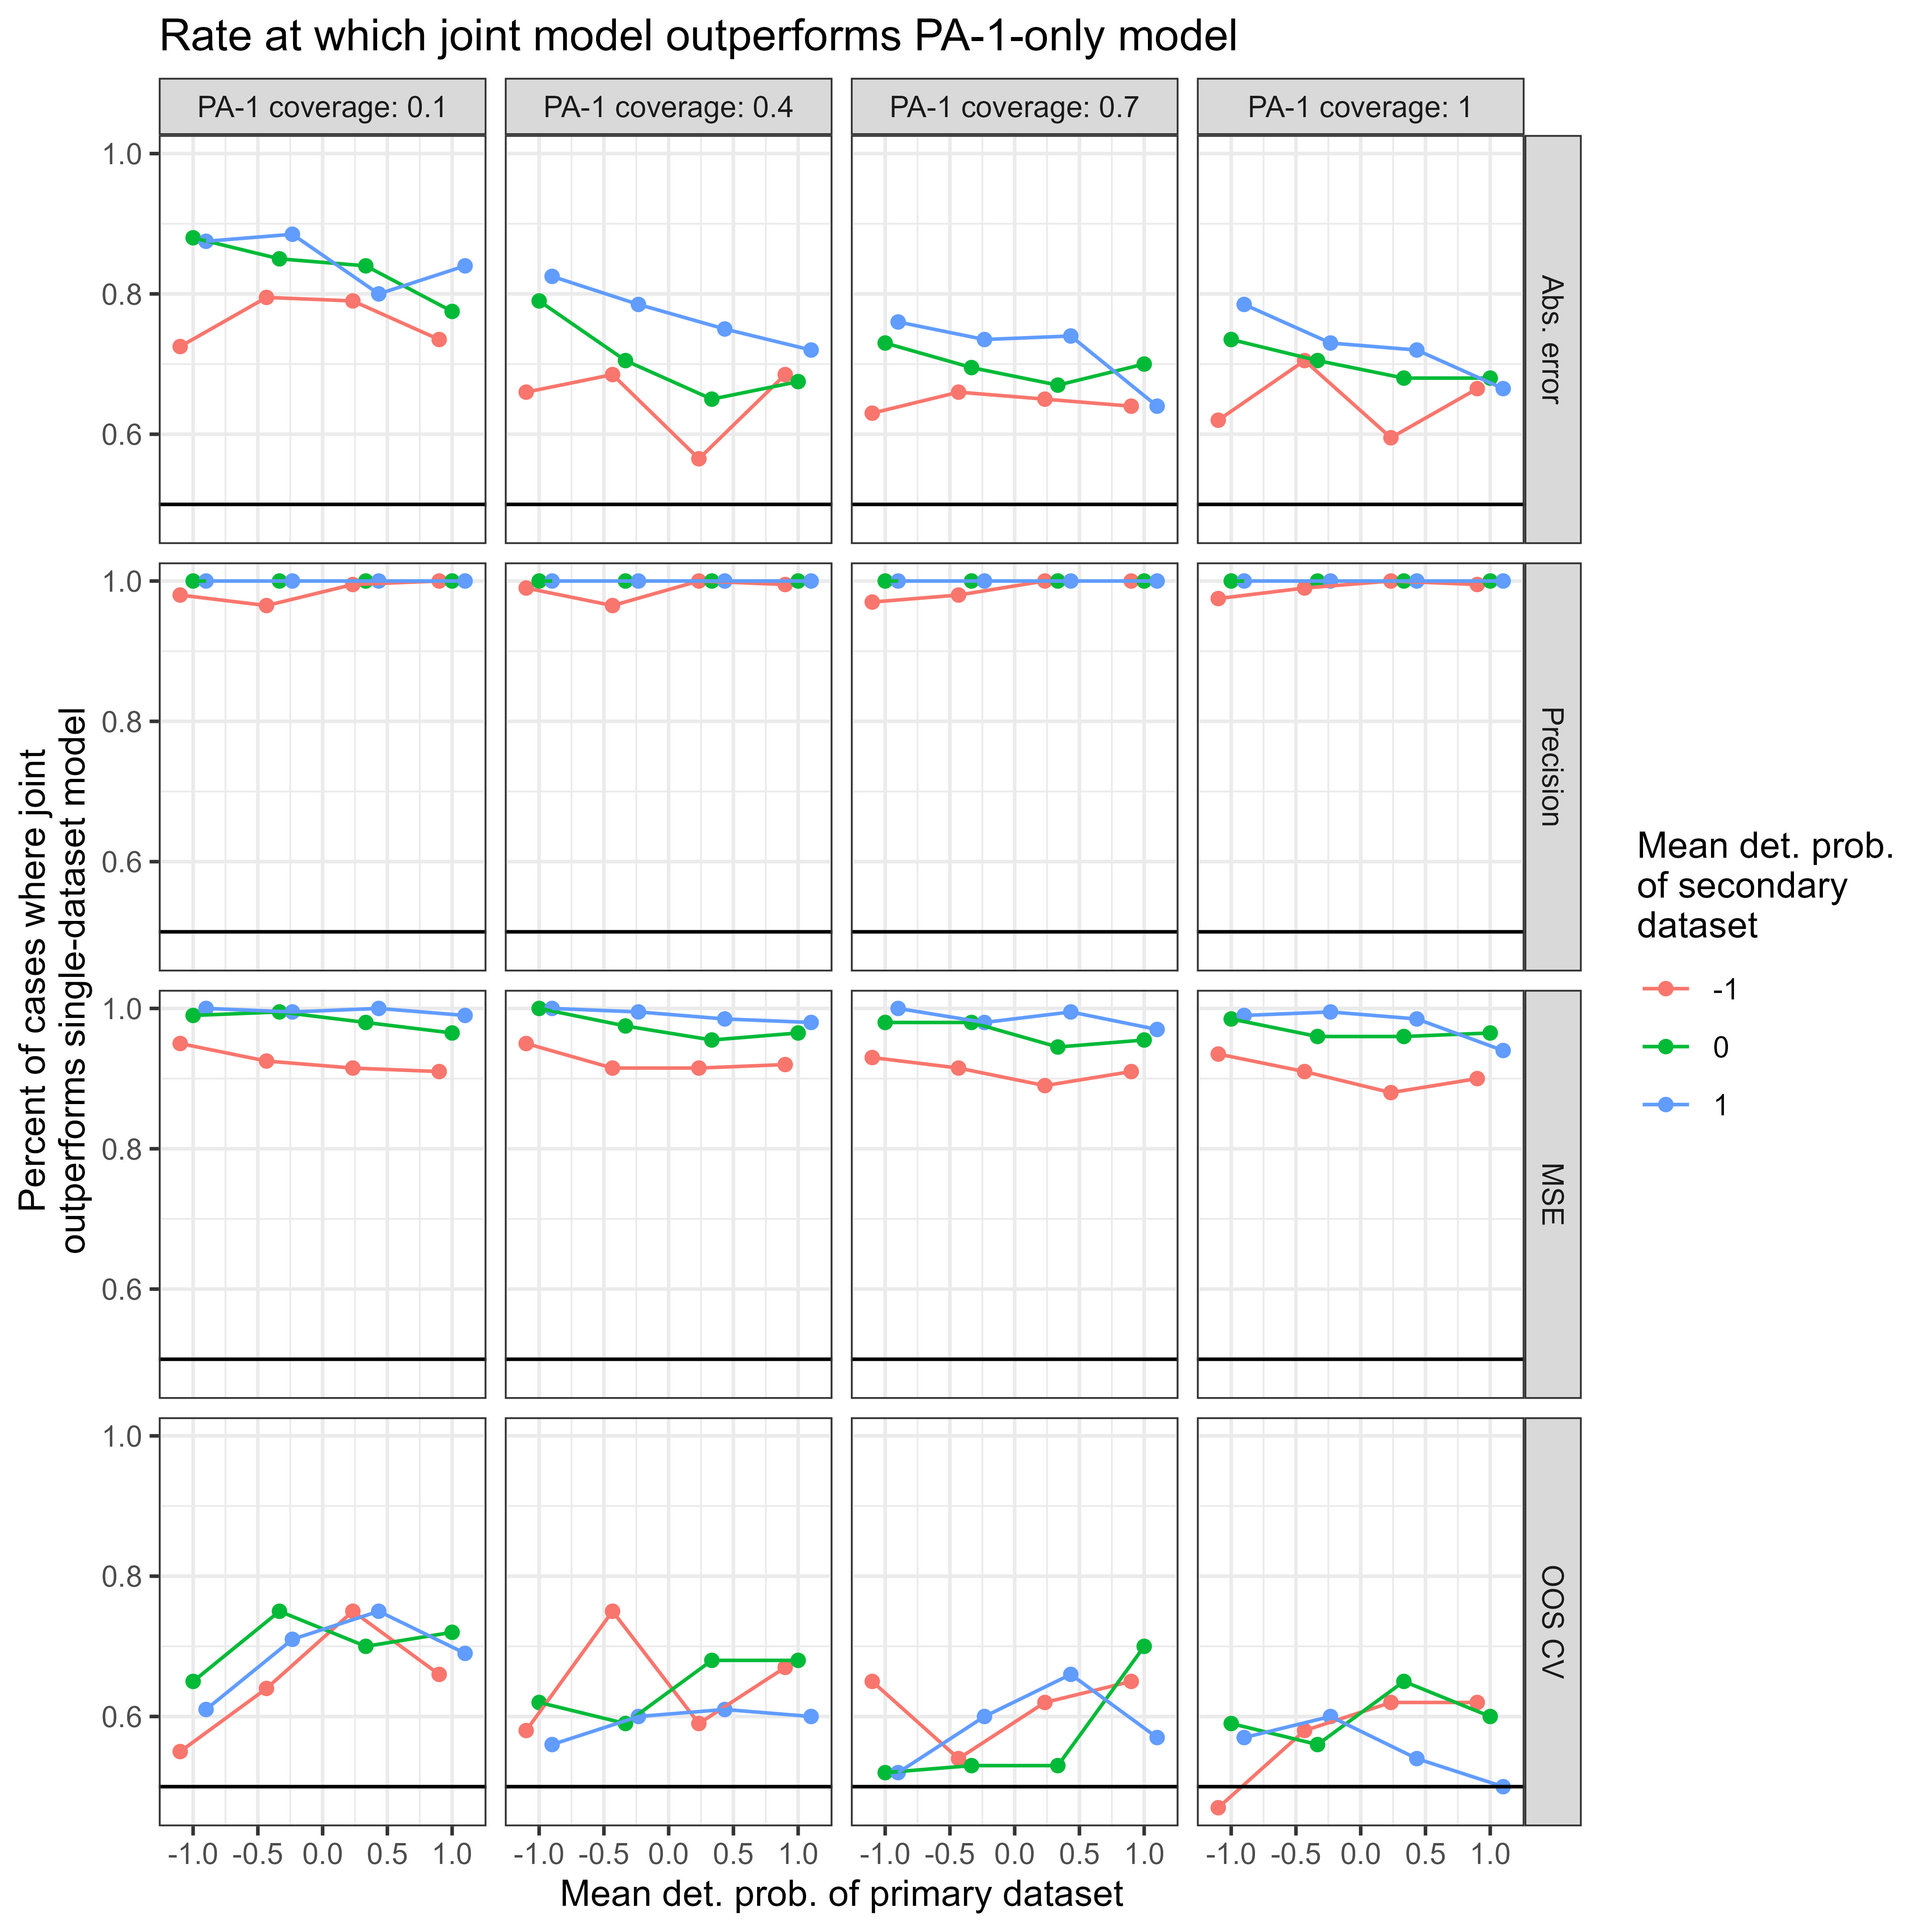 Rate at which joint model outperforms PA-1-only model
PA-1 coverage: 0.1
PA-1 coverage: 0.4
PA-1 coverage: 0.7
PA-1 coverage: 1
1.0
0.8
0.6
Abs. error
1.0
0.8
0.6
Precision
1.0
0.8
0.6
MSE
1.0
0.8
0.6
OOS CV
Percent of cases where joint
outperforms single-dataset model
-1.0 -0.5 0.0 0.5 1.0
-1.0 -0.5 0.0 0.5 1.0
-1.0 -0.5 0.0 0.5 1.0
-1.0 -0.5 0.0 0.5 1.0
Mean det. prob. of primary dataset
Mean det. prob.
of secondary
dataset
-1
0
1